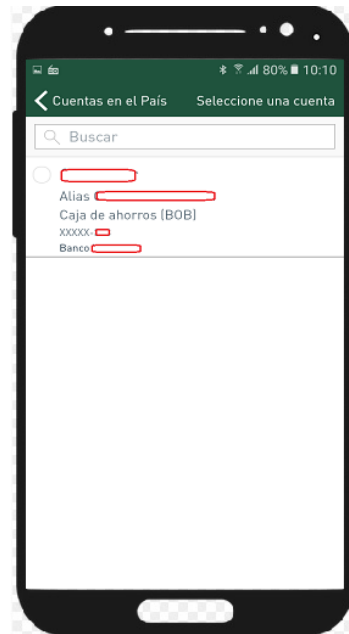 80% 10:10
Cuentas en el País Seleccione una cuenta
Buscar
Alias
Caja de ahorros (BOB)
XXXXX-
Banco